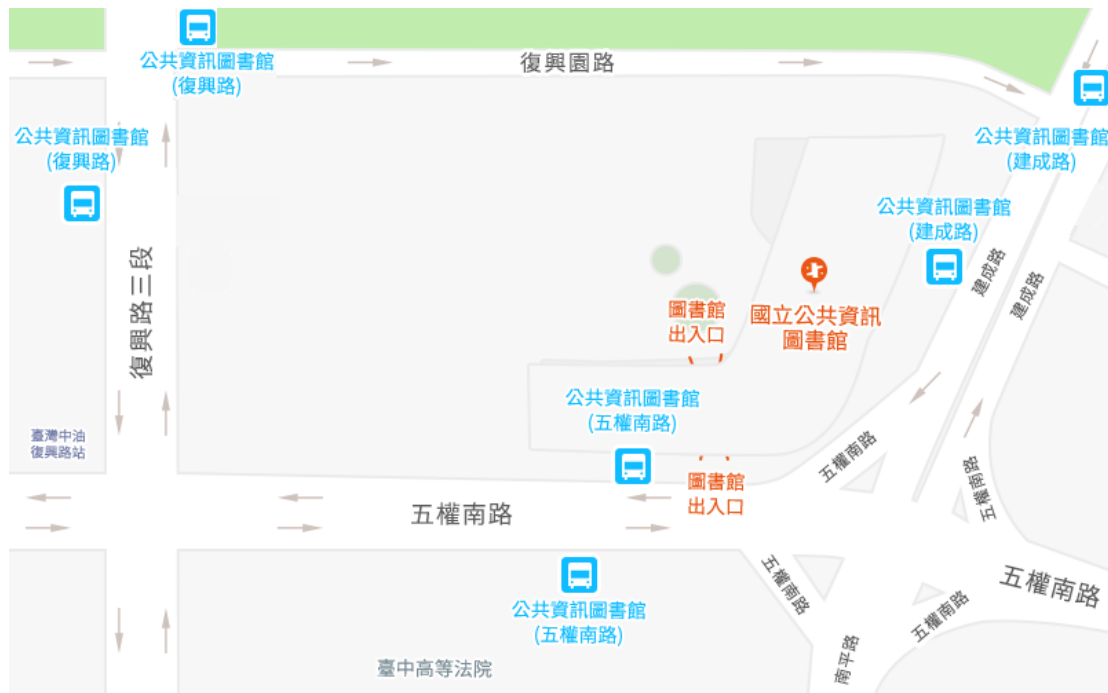 復興園路
公共資訊圖書館
(復興路)
公共資訊圖書館
(復興路)
公共資訊圖書館
(建成路)
公共資訊圖書館
(建成路)
建成路
建成路
復興路三段
圖書館
出入口
國立公共資訊
圖書館
公共資訊圖書館
(五權南路)
臺灣中油
復興路站
五權南路
圖書館
出入口
五權南路
五權南路
五權南路
五權南路
五權南路
公共資訊圖書館
(五權南路)
南平路
臺中高等法院